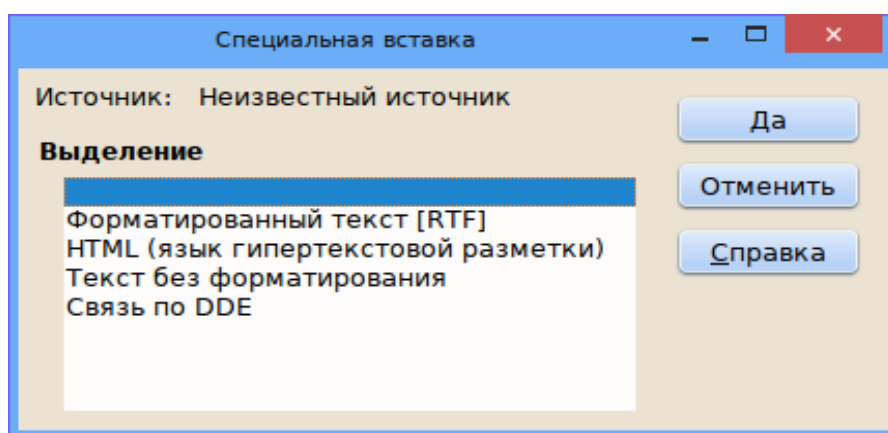 Специальная вставка
Источник: Неизвестный источник
Да
Выделение
Отменить
Форматированный текст [RTF]
HTML (язык гипертекстовой разметки)
Справка
Текст без форматирования
Связь по DDE